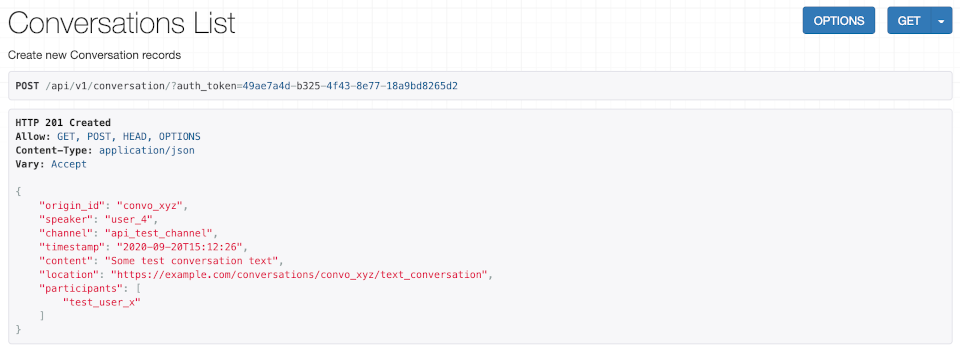 Conversations List
OPTIONS
GET
Create new Conversation records
POST /api/v1/conversation/?auth_token=49ae7a4d-b325-4f43-8e77-18a9bd8265d2
HTTP 201 Created
Allow: GET, POST, HEAD, OPTIONS
Content-Type: application/json
Vary: Accept
{
    "origin_id": "convo_xyz",
    "speaker": "user_4",
    "channel": "api_test_channel",
    "timestamp": "2020-09-20T15:12:26",
    "content": "Some test conversation text",
    "location": "https://example.com/conversations/convo_xyz/text_conversation",
    "participants": [
        "test_user_x"
    ]
}